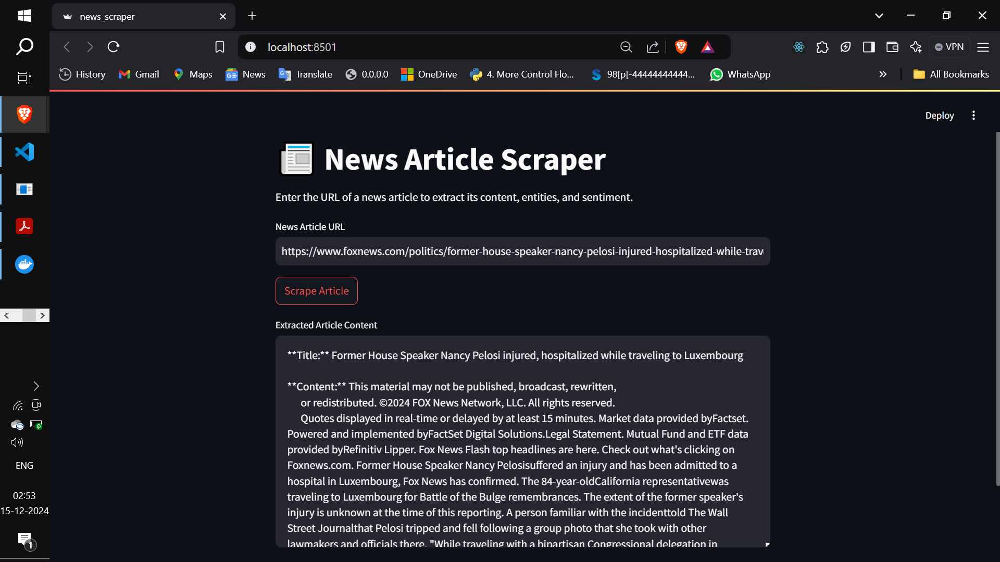 news_scraper
localhost:8501
VPN
History
Gmail
Maps
News
Translate
0.0.0.0
OneDrive
4. More Control Flo...
98[p[-44444444444...
WhatsApp
All Bookmarks
Deploy
News Article Scraper
Enter the URL of a news article to extract its content, entities, and sentiment.
News Article URL
https://www.foxnews.com/politics/former-house-speaker-nancy-pelosi-injured-hospitalized-while-trav
Scrape Article
Extracted Article Content
**Title:** Former House Speaker Nancy Pelosi injured, hospitalized while traveling to Luxembourg
**Content:** This material may not be published, broadcast, rewritten,
or redistributed. ©2024 FOX News Network, LLC. All rights reserved.
Quotes displayed in real-time or delayed by at least 15 minutes. Market data provided byFactset.
Powered and implemented byFactSet Digital Solutions.Legal Statement. Mutual Fund and ETF data
provided byRefinitiv Lipper. Fox News Flash top headlines are here. Check out what's clicking on
Foxnews.com. Former House Speaker Nancy Pelosisuffered an injury and has been admitted to a
hospital in Luxembourg, Fox News has confirmed. The 84-year-oldCalifornia representativewas
traveling to Luxembourg for Battle of the Bulge remembrances. The extent of the former speaker's
injury is unknown at the time of this reporting. A person familiar with the incidenttold The Wall
Street Journalthat Pelosi tripped and fell following a group photo that she took with other
lawmakers and officials there. "While traveling with a bipartisan Congressional delegation in
ENG
02:53
15-12-2024
1